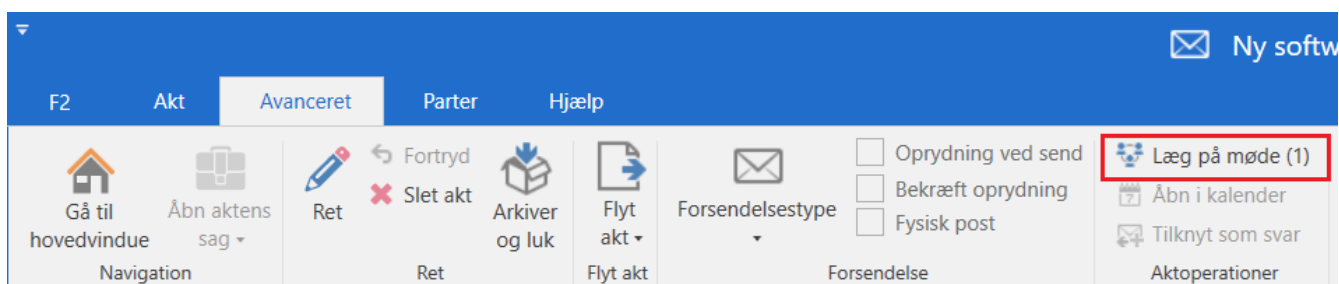 Ny softw
F2 Akt Avanceret Parter Hjælp
Gå til
hovedvindue
Åbn aktens
sag
Navigation
Ret
Fortryd
Slet akt
Arkiver
og luk
Ret
Flyt
akt
Flyt akt
Forsendelsestype
Oprydning ved send
Bekræft oprydning
Fysisk post
Forsendelse
Læg på møde (1)
7 Åbn i kalender
Tilknyt som svar
Aktoperationer